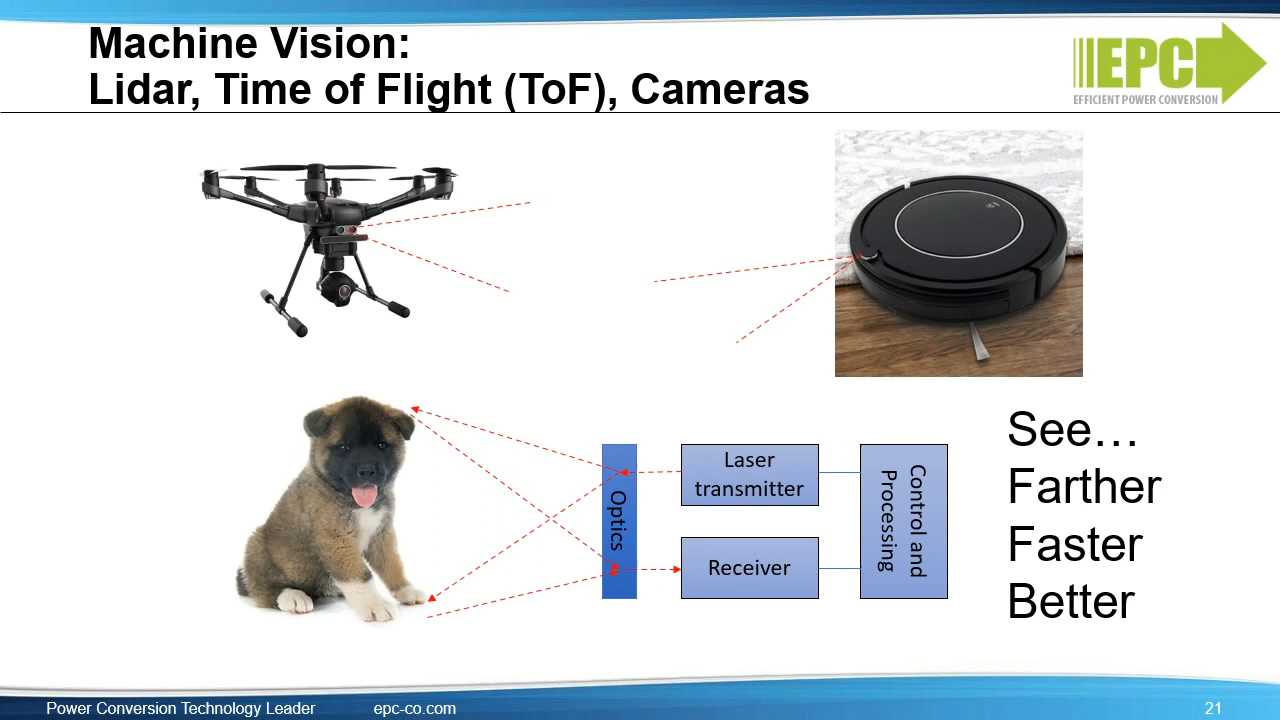 Machine Vision:
Lidar, Time of Flight (ToF), Cameras
EPC
EFFICIENT POWER CONVERSION
Optics
Laser
transmitter
Receiver
Control and
Processing
See…
Farther
Faster
Better
Power Conversion Technology Leader
epc-co.com
21